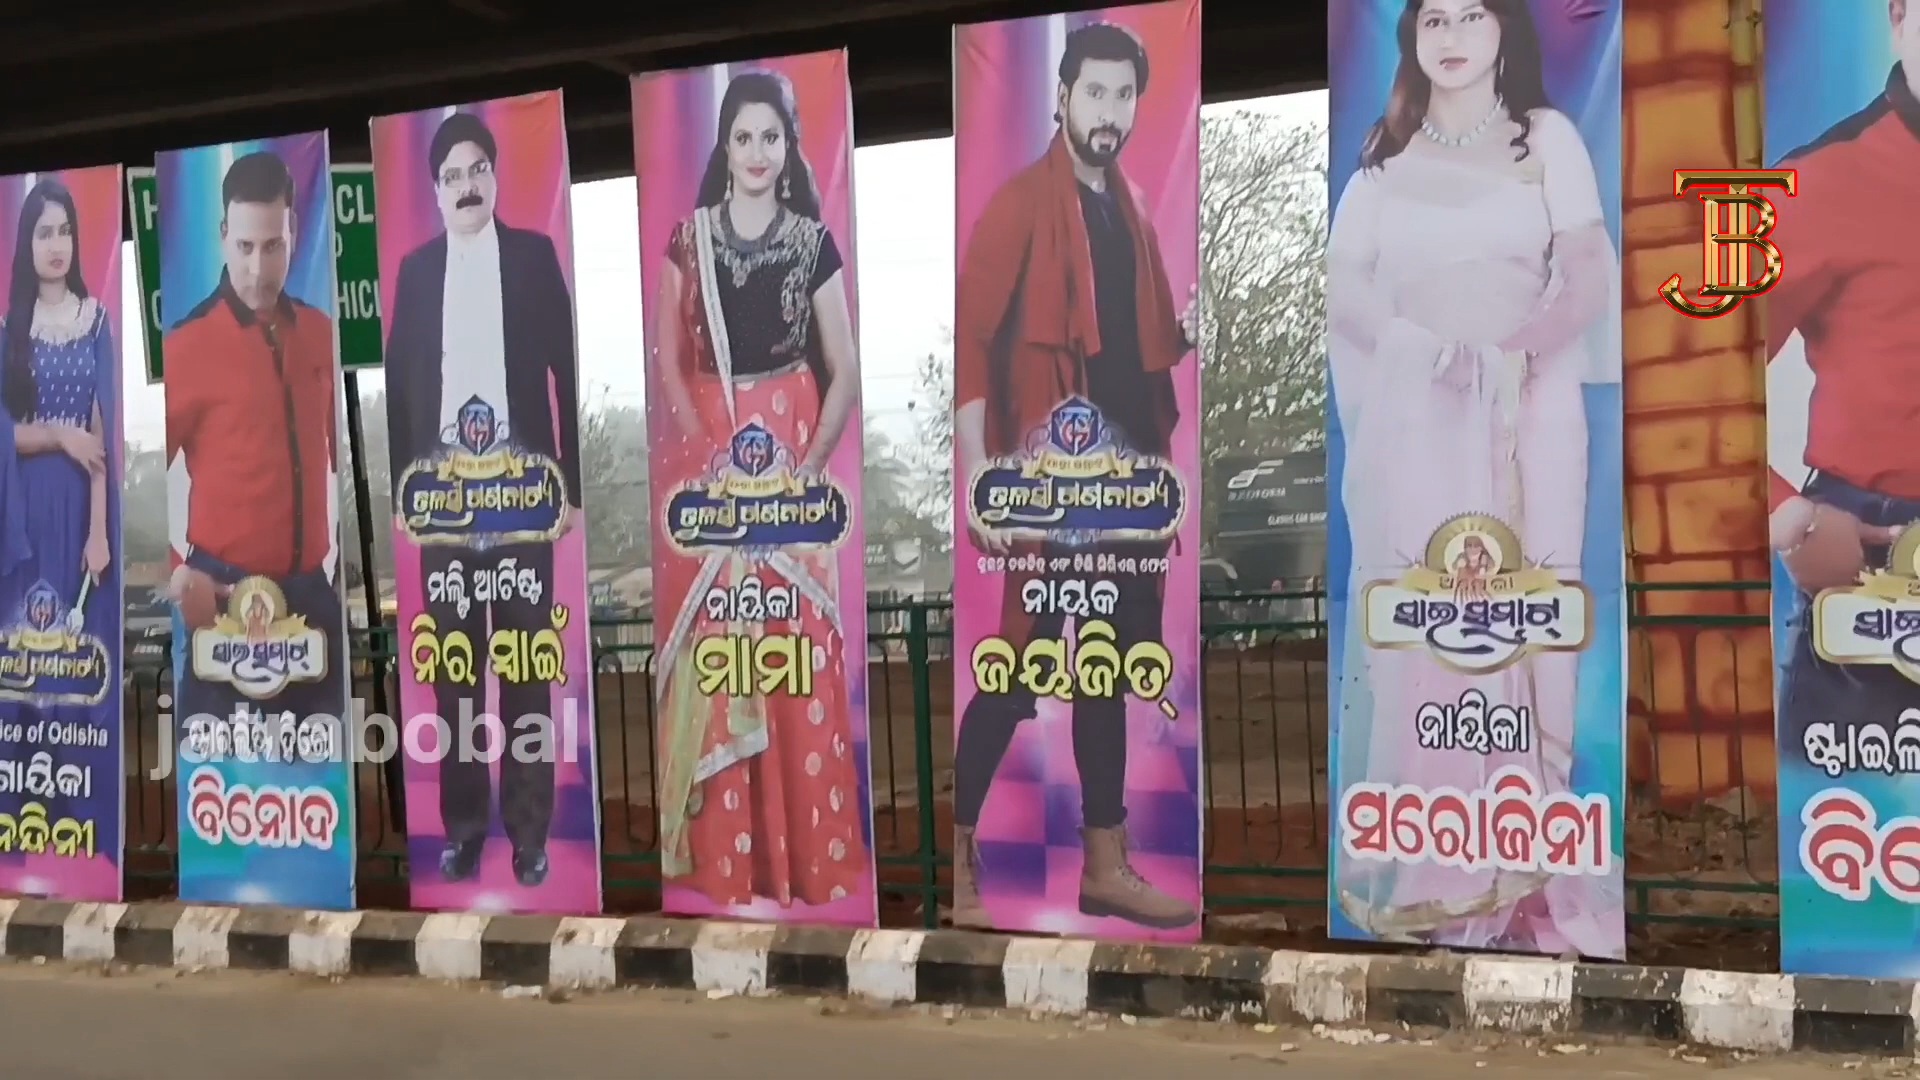 ice of Odisha
ଗାୟିକା
ନନ୍ଦିନୀ
ସାଇ ସମ୍ରାଟ୍
ଷ୍ଟାଇଲିସ୍ ହିରୋ
ବିନୋଦ
ତୁଳସୀ ଗଣନାଟ୍ୟ
ମଲ୍ଟି ଆର୍ଟିଷ୍ଟ
ନିର ସ୍ୱାଇଁ
ତୁଳସୀ ଗଣନାଟ୍ୟ
ନାୟିକା
ମାମା
ତୁଳସୀ ଗଣନାଟ୍ୟ
ନାୟକ
ଜୟଜିତ୍
ସାଇ ସମ୍ରାଟ୍
ନାୟିକା
ସରୋଜିନୀ
ଷ୍ଟାଇଲି
ବି
JB
jatrabobal